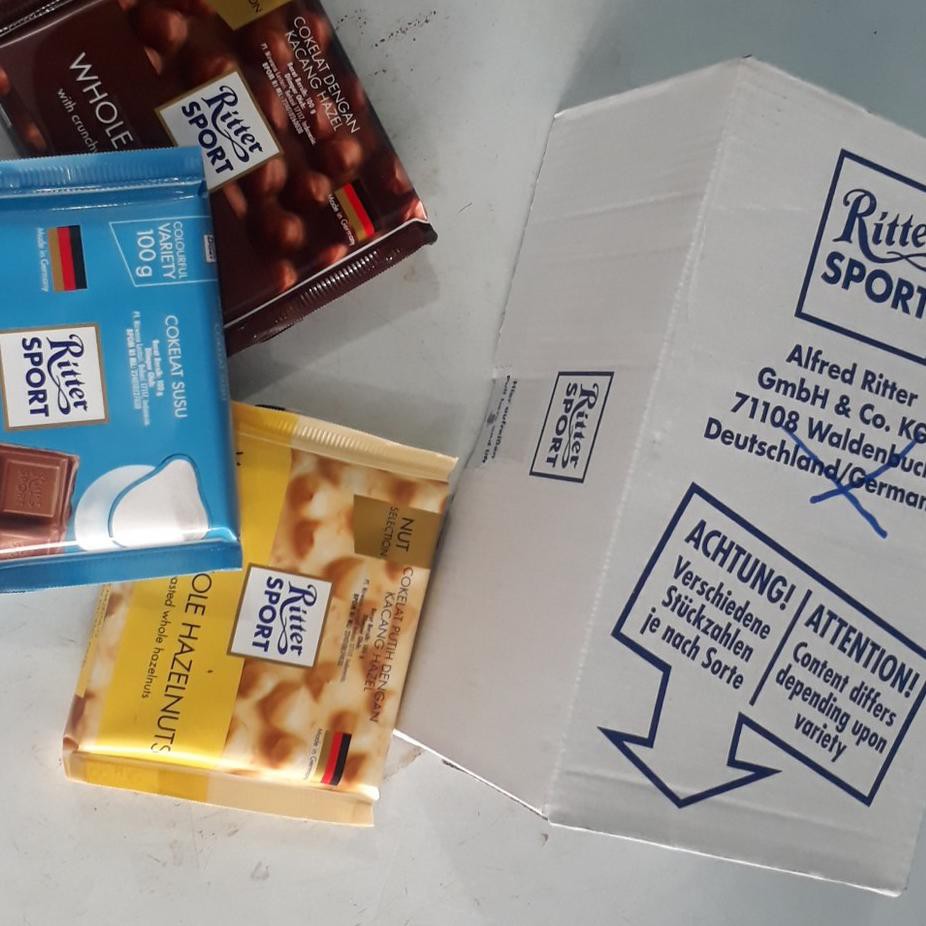 WHOLE
with crunchy
Ritter
SPORT
COKELAT DENGAN
KACANG HAZEL
Made in Germany
COLOURFUL
VARIETY
100 g
Made in Germany
Ritter
SPORT
COKELAT SUSU
NUT
SELECTION
OLE HAZELNUTS
asted whole hazelnuts
Ritter
SPORT
COKELAT PUTIH DENGAN
KACANG HAZEL
Made in Germany
Ritter
SPORT
Ritte
SPORT
Alfred Ritter
GmbH & Co. KG
71108 Waldenbuc
Deutschland/German
ACHTUNG!
Verschiedene
Stückzahlen
je nach Sorte
ATTENTION!
Content differs
depending upon
variety